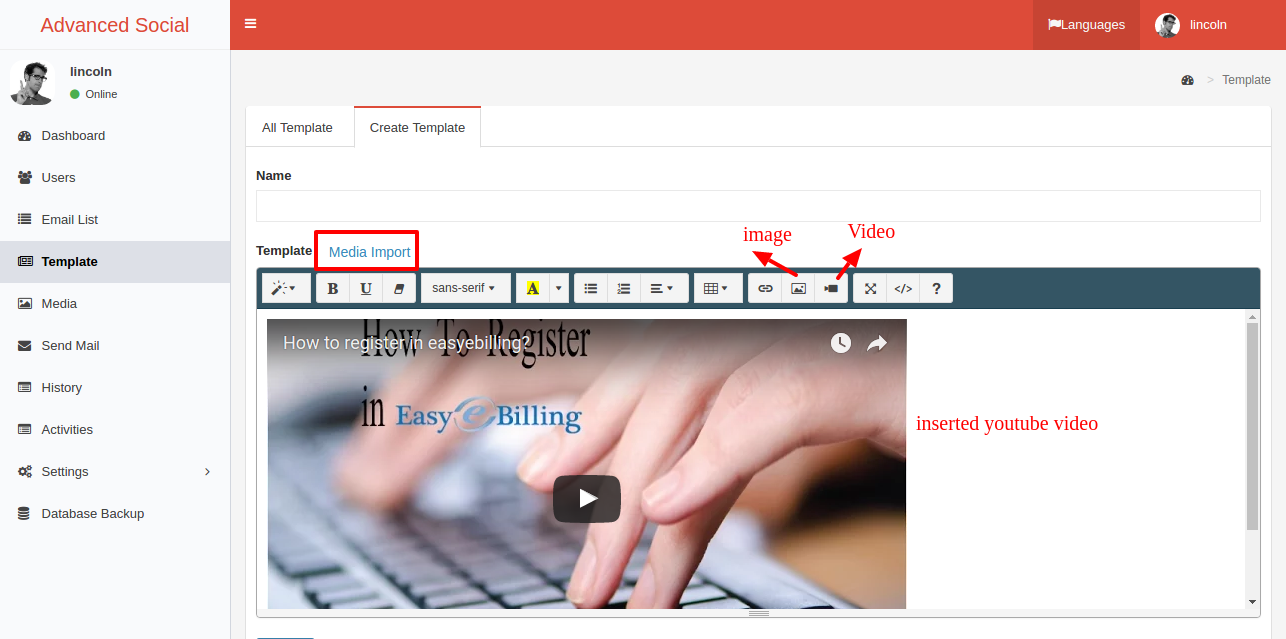 Advanced Social
Languages
lincoln
lincoln
Online
Template
Dashboard
Users
Email List
Template
Media
Send Mail
History
Activities
Settings
Database Backup
All Template
Create Template
Name
Template
Media Import
image
Video
B
U
sans-serif
A
</>
?
How To Register
How to register in easyebilling?
in Easy e Billing
inserted youtube video